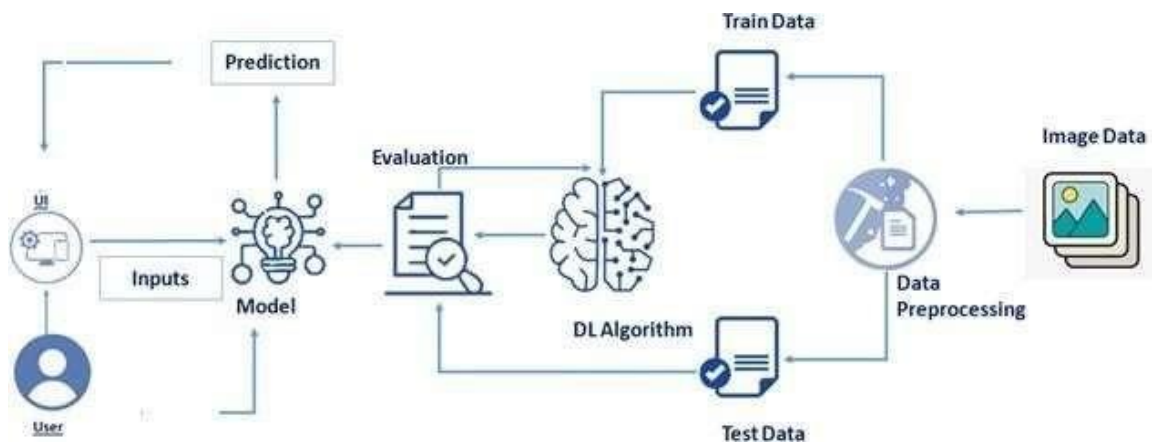 Train Data
Prediction
Image Data
Evaluation
UI
Inputs
Model
Data
Preprocessing
DL Algorithm
User
Test Data